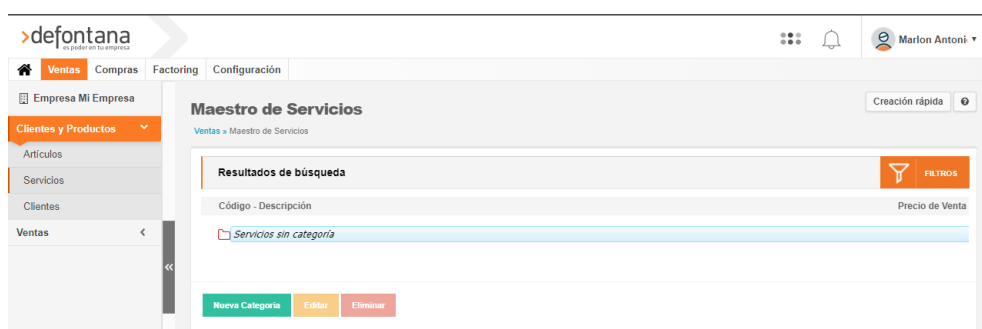 >defontana
es poder en tu empresa
Marlon Antoni
Ventas Compras Factoring Configuración
Empresa Mi Empresa
Creación rápida
Maestro de Servicios
Clientes y Productos
Ventas » Maestro de Servicios
Artículos
Resultados de búsqueda
FILTROS
Servicios
Código - Descripción
Precio de Venta
Clientes
Ventas
Servicios sin categoría
Nueva Categoria Editar Eliminar